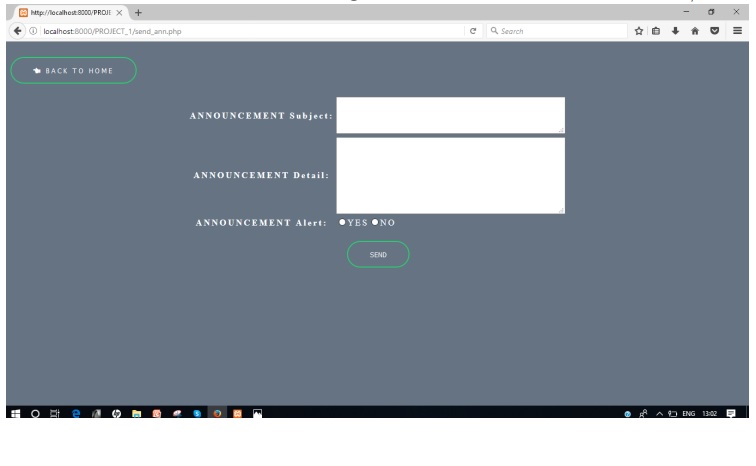 http://localhost:8000/PROJE
localhost:8000/PROJECT_1/send_ann.php
Search
BACK TO HOME
ANNOUNCEMENT Subject:
ANNOUNCEMENT Detail:
ANNOUNCEMENT Alert: YES NO
SEND
ENG 13:02